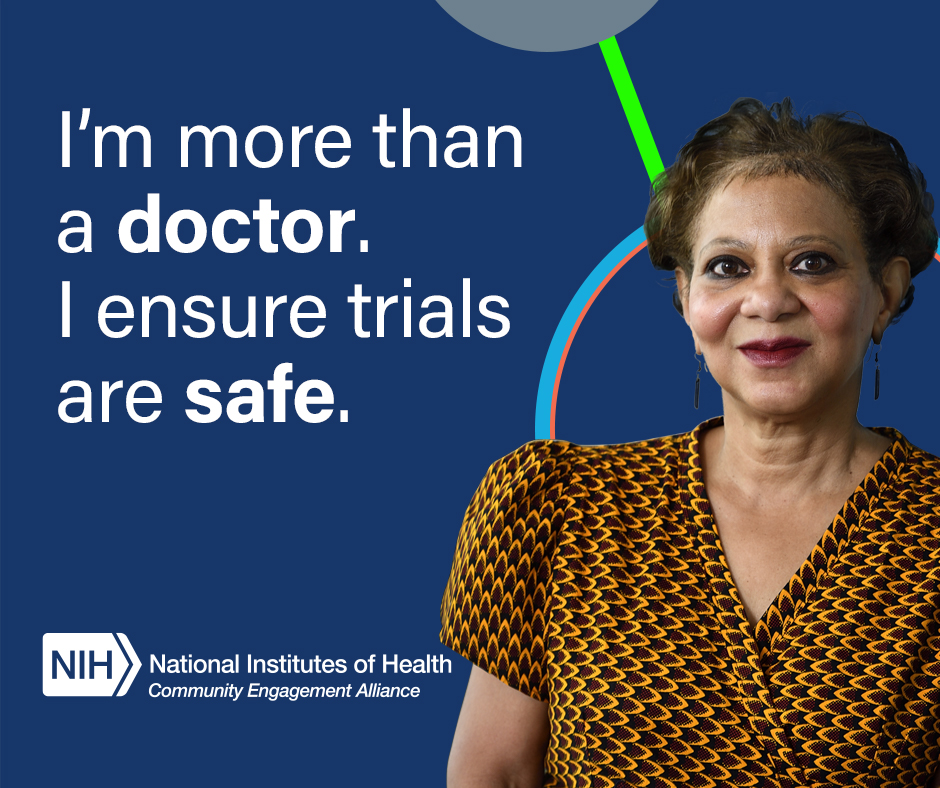 I’m more than
a doctor.
I ensure trials
are safe.
NIH
National Institutes of Health
Community Engagement Alliance